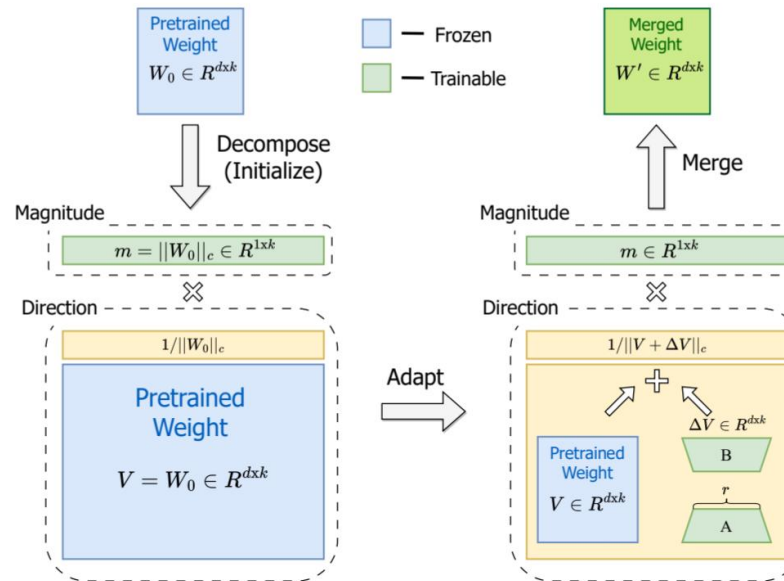 Pretrained
Weight
W₀ ∈ R^{dxk}
— Frozen
— Trainable
Merged
Weight
W′ ∈ R^{dxk}
Decompose
(Initialize)
Merge
Magnitude
m = ||W₀||_c ∈ R^{1xk}
Direction
1/||W₀||_c
Pretrained
Weight
V = W₀ ∈ R^{dxk}
Adapt
Magnitude
m ∈ R^{1xk}
Direction
1/||V + ΔV||_c
ΔV ∈ R^{dxk}
Pretrained
Weight
V ∈ R^{dxk}
B
r
A